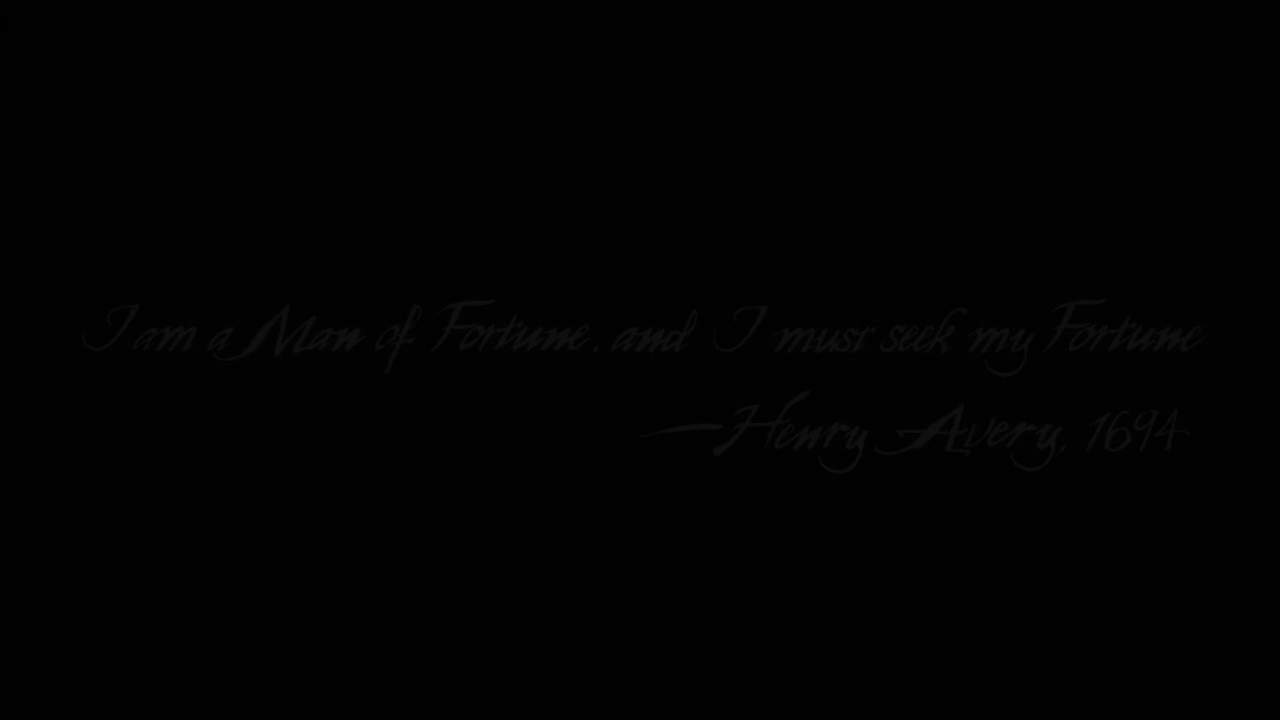 I am a Man of Fortune, and I must seek my Fortune
—Henry Avery, 1694